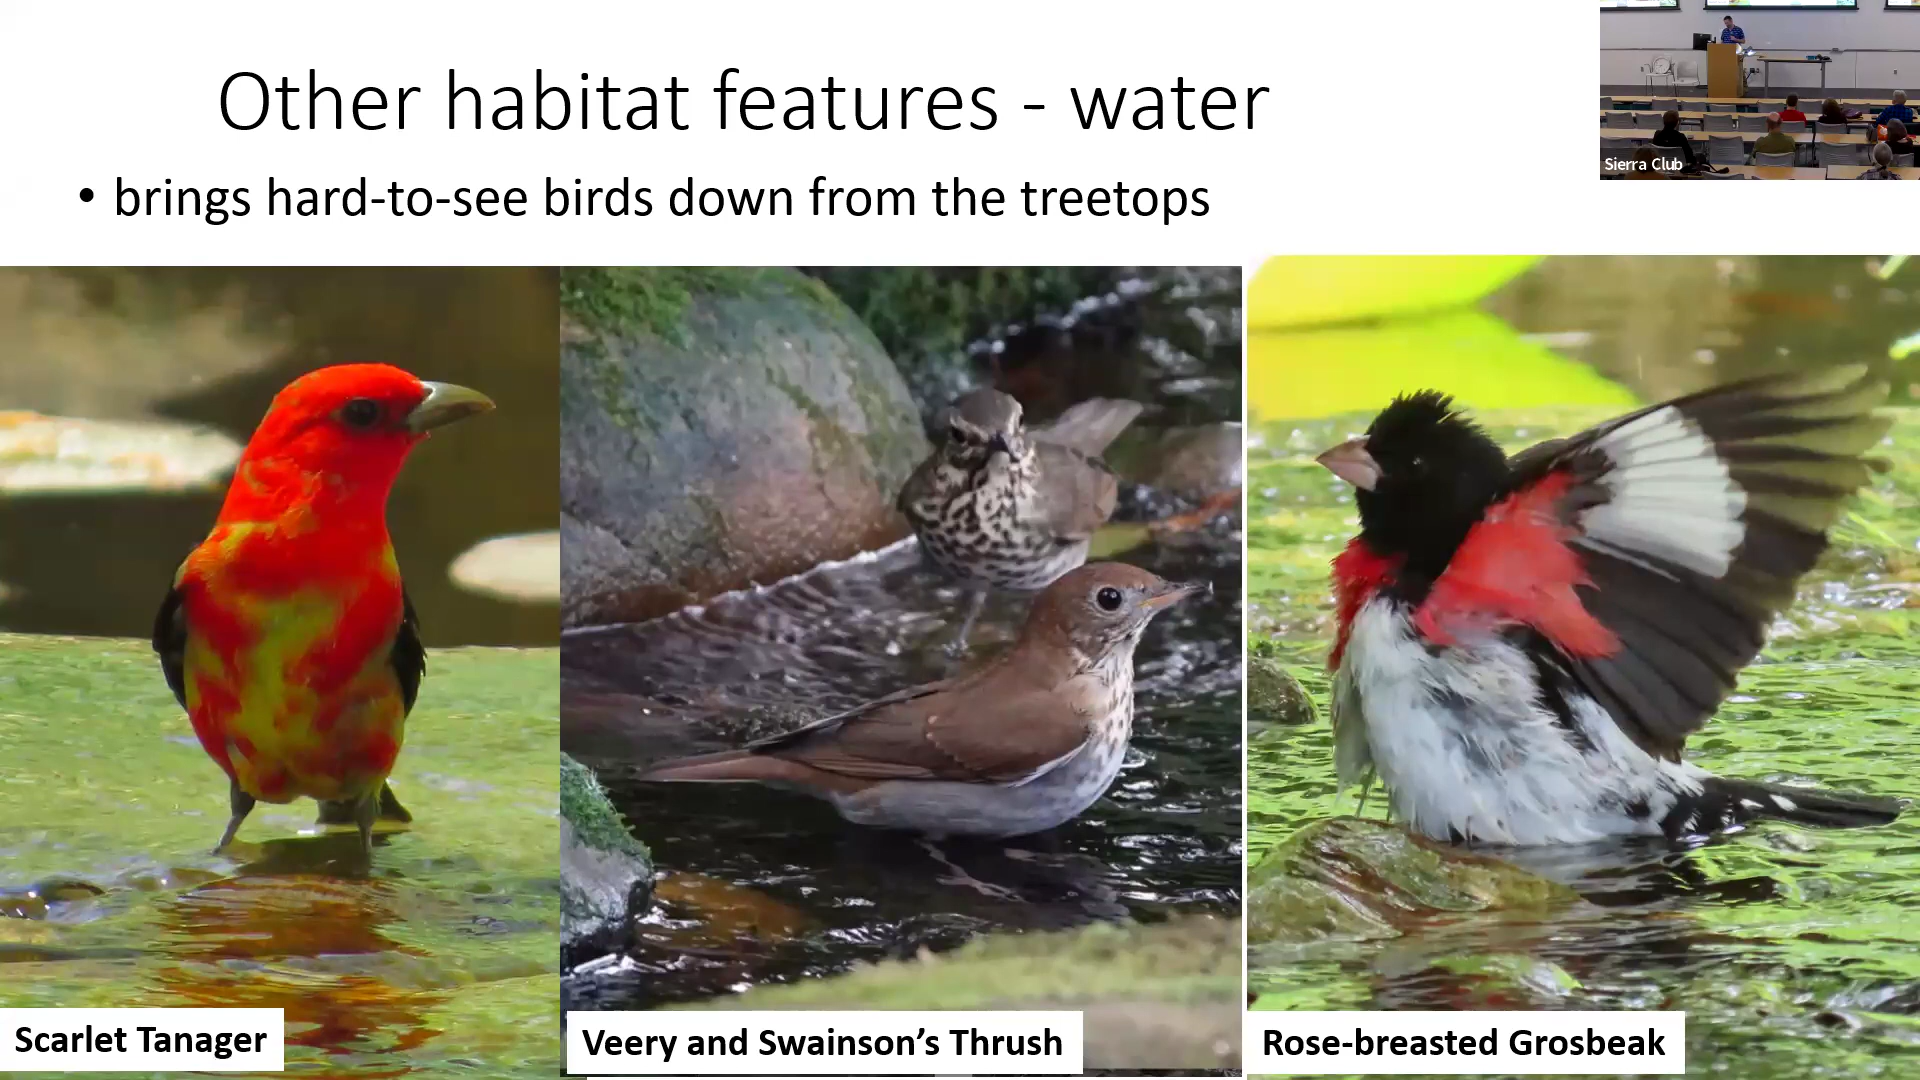 Other habitat features - water
• brings hard-to-see birds down from the treetops
Sierra Club
Scarlet Tanager
Veery and Swainson’s Thrush
Rose-breasted Grosbeak